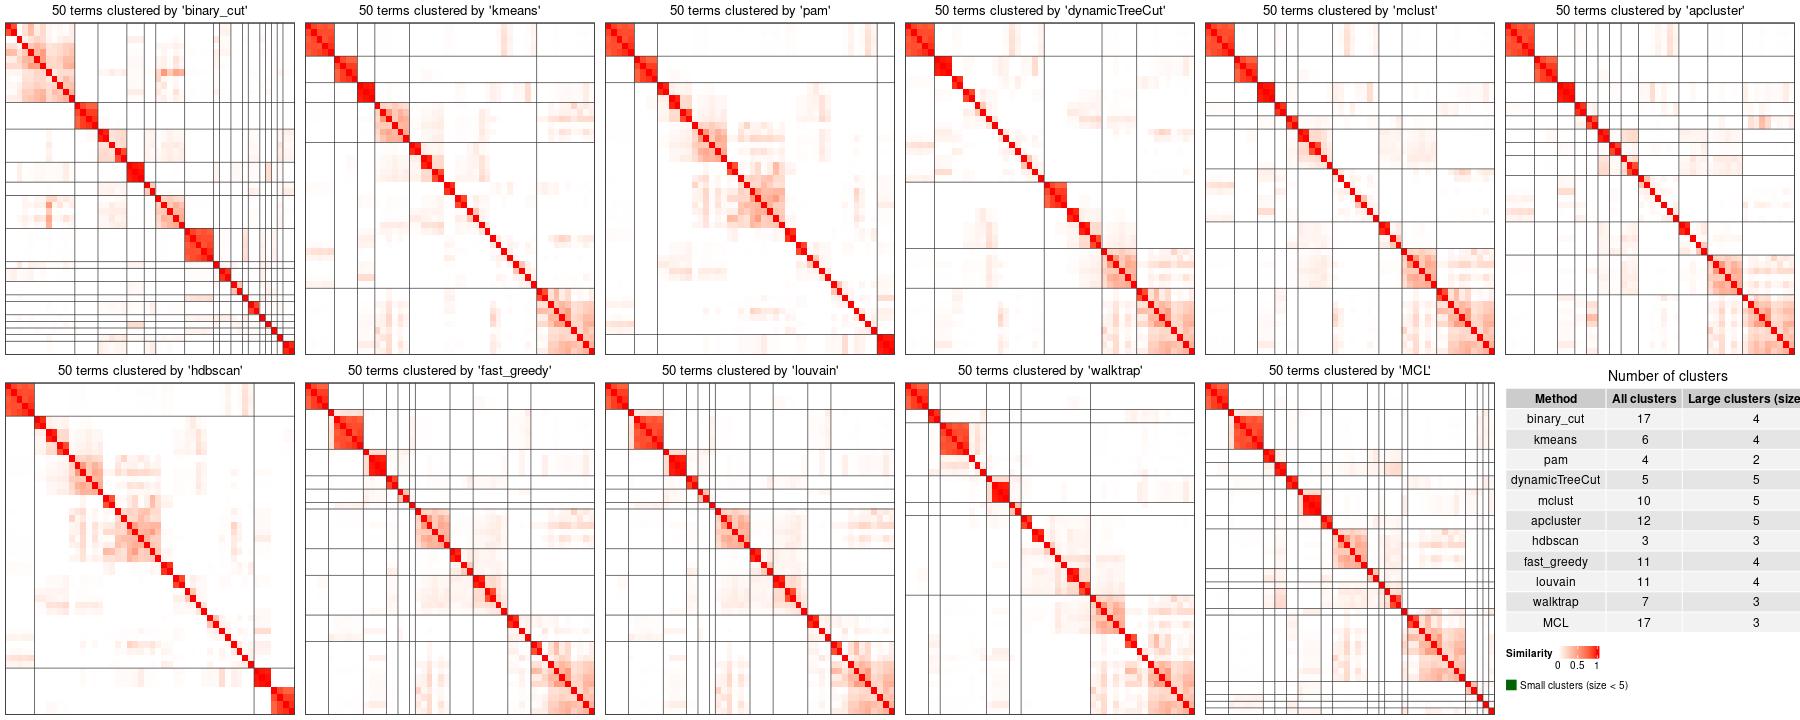 50 terms clustered by 'binary_cut'
50 terms clustered by 'kmeans'
50 terms clustered by 'pam'
50 terms clustered by 'dynamicTreeCut'
50 terms clustered by 'mclust'
50 terms clustered by 'apcluster'
50 terms clustered by 'hdbscan'
50 terms clustered by 'fast_greedy'
50 terms clustered by 'louvain'
50 terms clustered by 'walktrap'
50 terms clustered by 'MCL'
Number of clusters
Method All clusters Large clusters (size
binary_cut 17 4
kmeans 6 4
pam 4 2
dynamicTreeCut 5 5
mclust 10 5
apcluster 12 5
hdbscan 3 3
fast_greedy 11 4
louvain 11 4
walktrap 7 3
MCL 17 3
Similarity
0 0.5 1
Small clusters (size < 5)